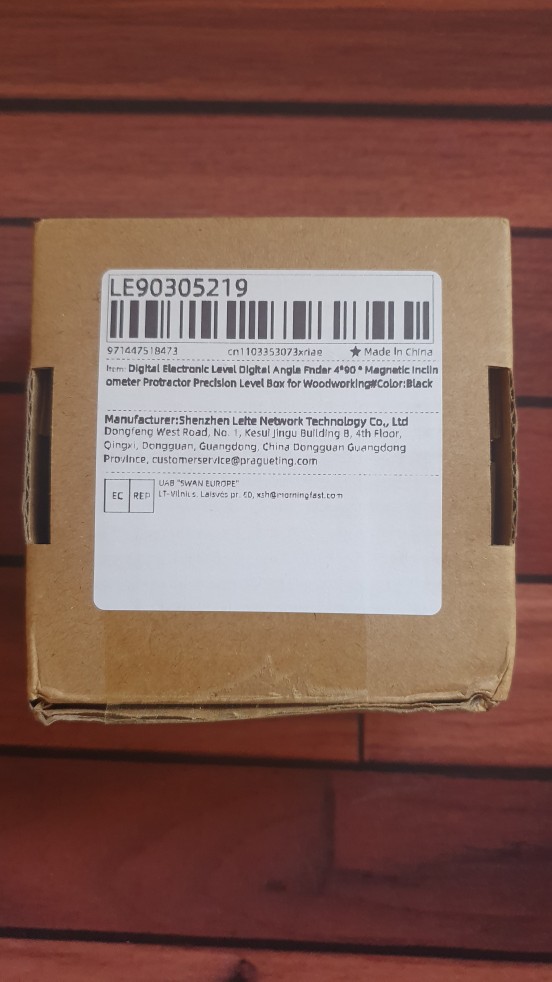 LE90305219
971447518473 cn1103353073xriae ★ Made in China
Item: Digital Electronic Level Digital Angle Fnder 4*90 ° Magnetic Inclin
ometer Protractor Precision Level Box for Woodworking#Color:Black
Manufacturer:Shenzhen Leite Network Technology Co., Ltd
Dongfeng West Road, No. 1, Kesui Jingu Building B, 4th Floor,
Qingxi, Dongguan, Guangdong, China Dongguan Guangdong
Province, customerservice@pragueting.com
EC REP
UAB "SWAN EUROPE"
LT-Vilnius, Laisves pr. 60, xsh@morningfast.com